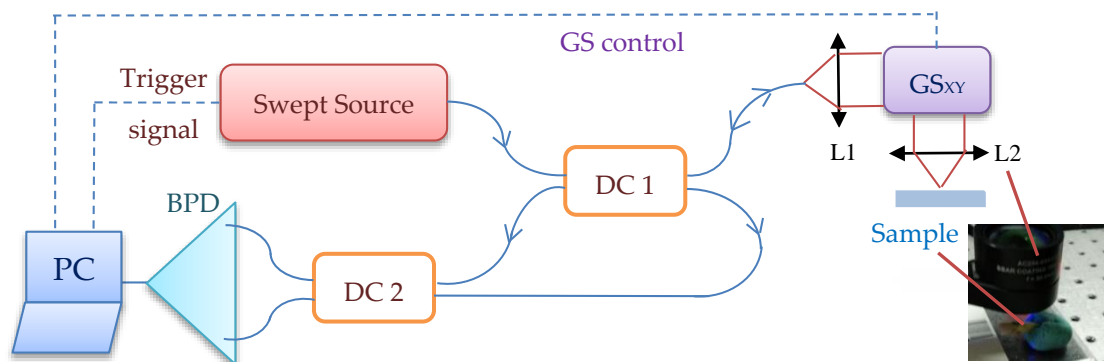 GS control
Trigger
signal
Swept Source
GSXY
L1
L2
DC 1
BPD
Sample
PC
DC 2